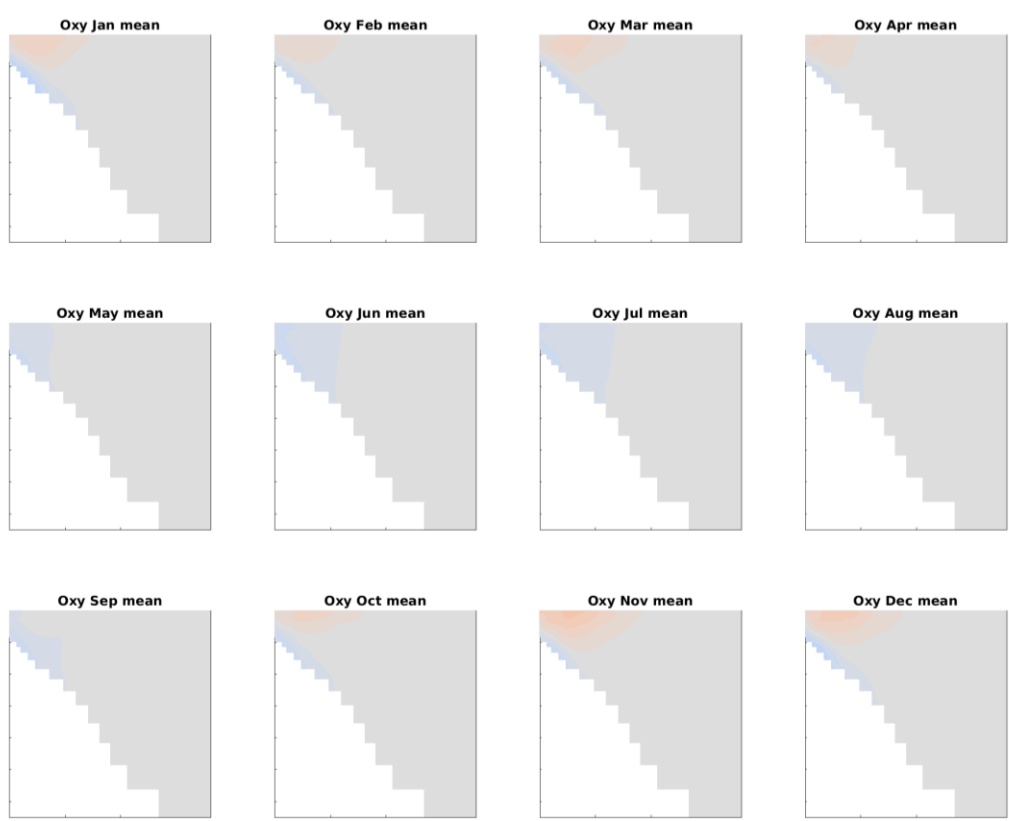 Oxy Jan mean
Oxy Feb mean
Oxy Mar mean
Oxy Apr mean
Oxy May mean
Oxy Jun mean
Oxy Jul mean
Oxy Aug mean
Oxy Sep mean
Oxy Oct mean
Oxy Nov mean
Oxy Dec mean